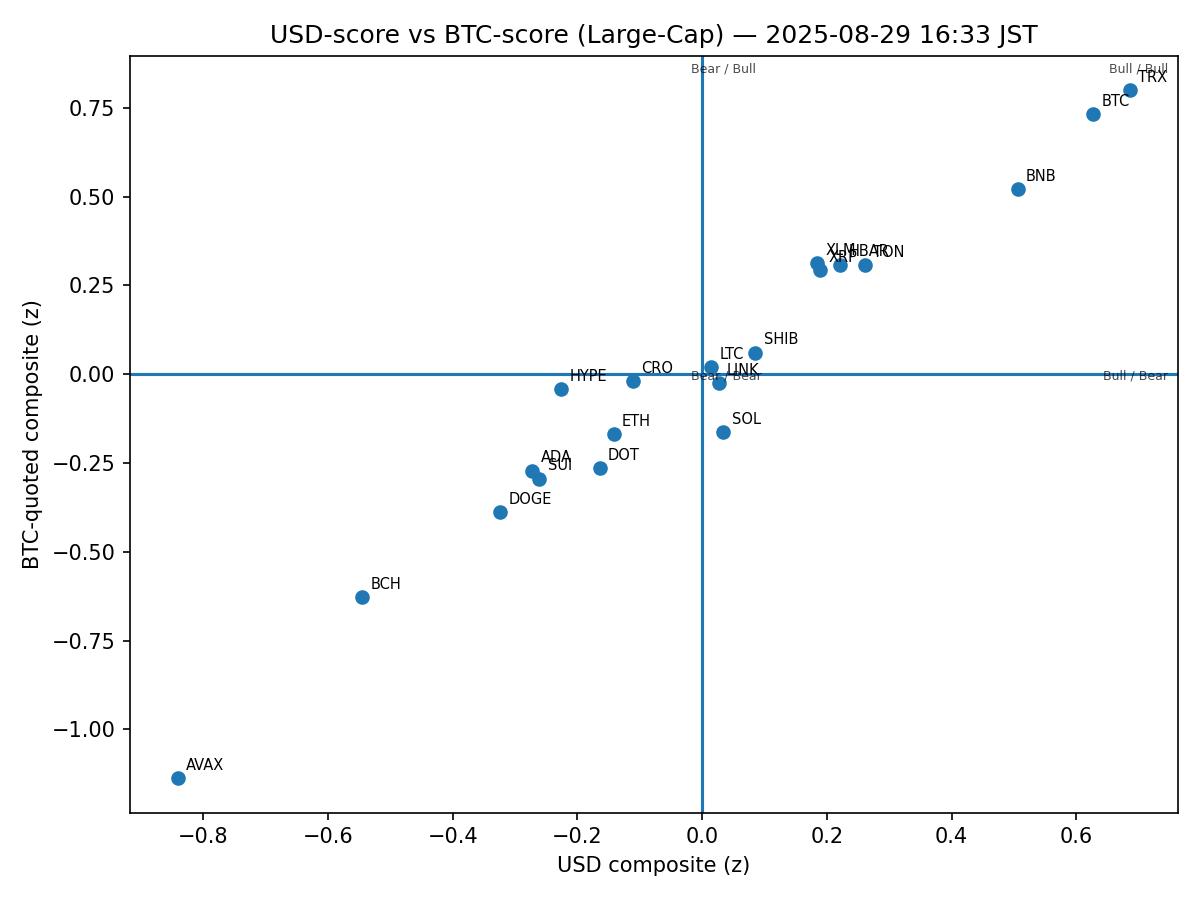 USD-score vs BTC-score (Large-Cap) — 2025-08-29 16:33 JST
Bear / Bull
Bull / Bull
TRX
BTC
BNB
XLM
HBAR
TON
XRP
SHIB
LTC
LINK
CRO
HYPE
Bear / Bear
Bull / Bear
SOL
ETH
DOT
ADA
SUI
DOGE
BCH
AVAX
0.75
0.50
0.25
0.00
−0.25
−0.50
−0.75
−1.00
BTC-quoted composite (z)
−0.8 −0.6 −0.4 −0.2 0.0 0.2 0.4 0.6
USD composite (z)